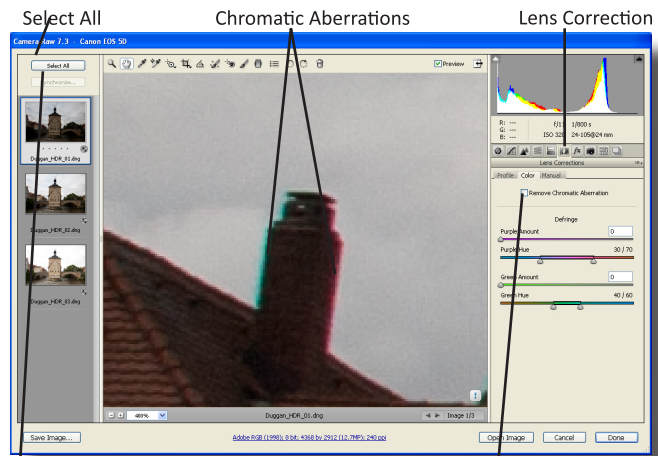 Select All
Chromatic Aberrations
Lens Correction
Camera Raw 7.3 - Canon EOS 5D
Select All
Synchronize...
Duggan_HDR_01.dng
Duggan_HDR_02.dng
Duggan_HDR_03.dng
Preview
R: ---
G: ---
B: ---
f/11 1/800 s
24-105@24 mm
Lens Corrections
Profile Color Manual
Remove Chromatic Aberration
Defringe
Purple Amount 0
Purple Hue 30 / 70
Green Amount 0
Green Hue 40 / 60
Duggan_HDR_01.dng
Image 1/3
Save Image...
Adobe RGB (1998); 8 bit; 4368 by 2912 (12.7MP); 240 ppi
Open Image
Cancel
Done